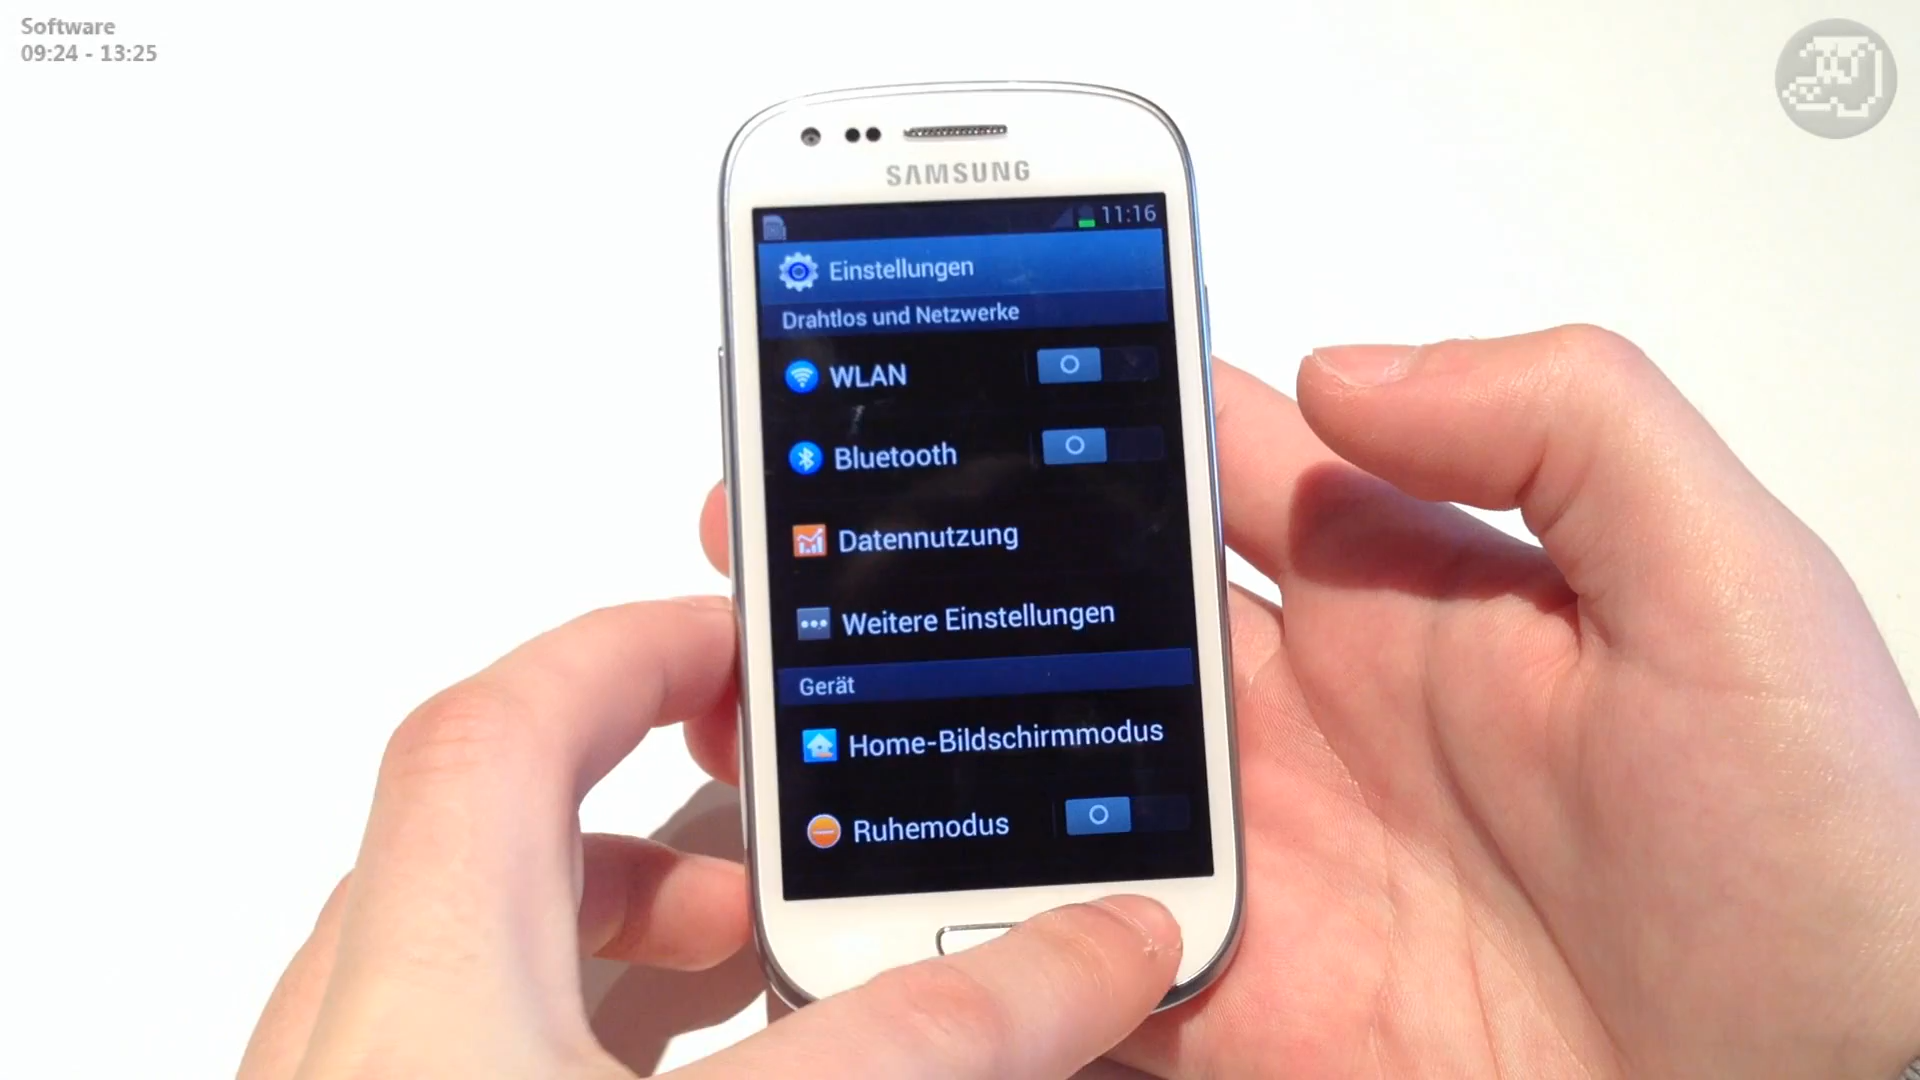 Software
09:24 - 13:25
SAMSUNG
11:16
Einstellungen
Drahtlos und Netzwerke
WLAN
Bluetooth
Datennutzung
Weitere Einstellungen
Gerät
Home-Bildschirmmodus
Ruhemodus